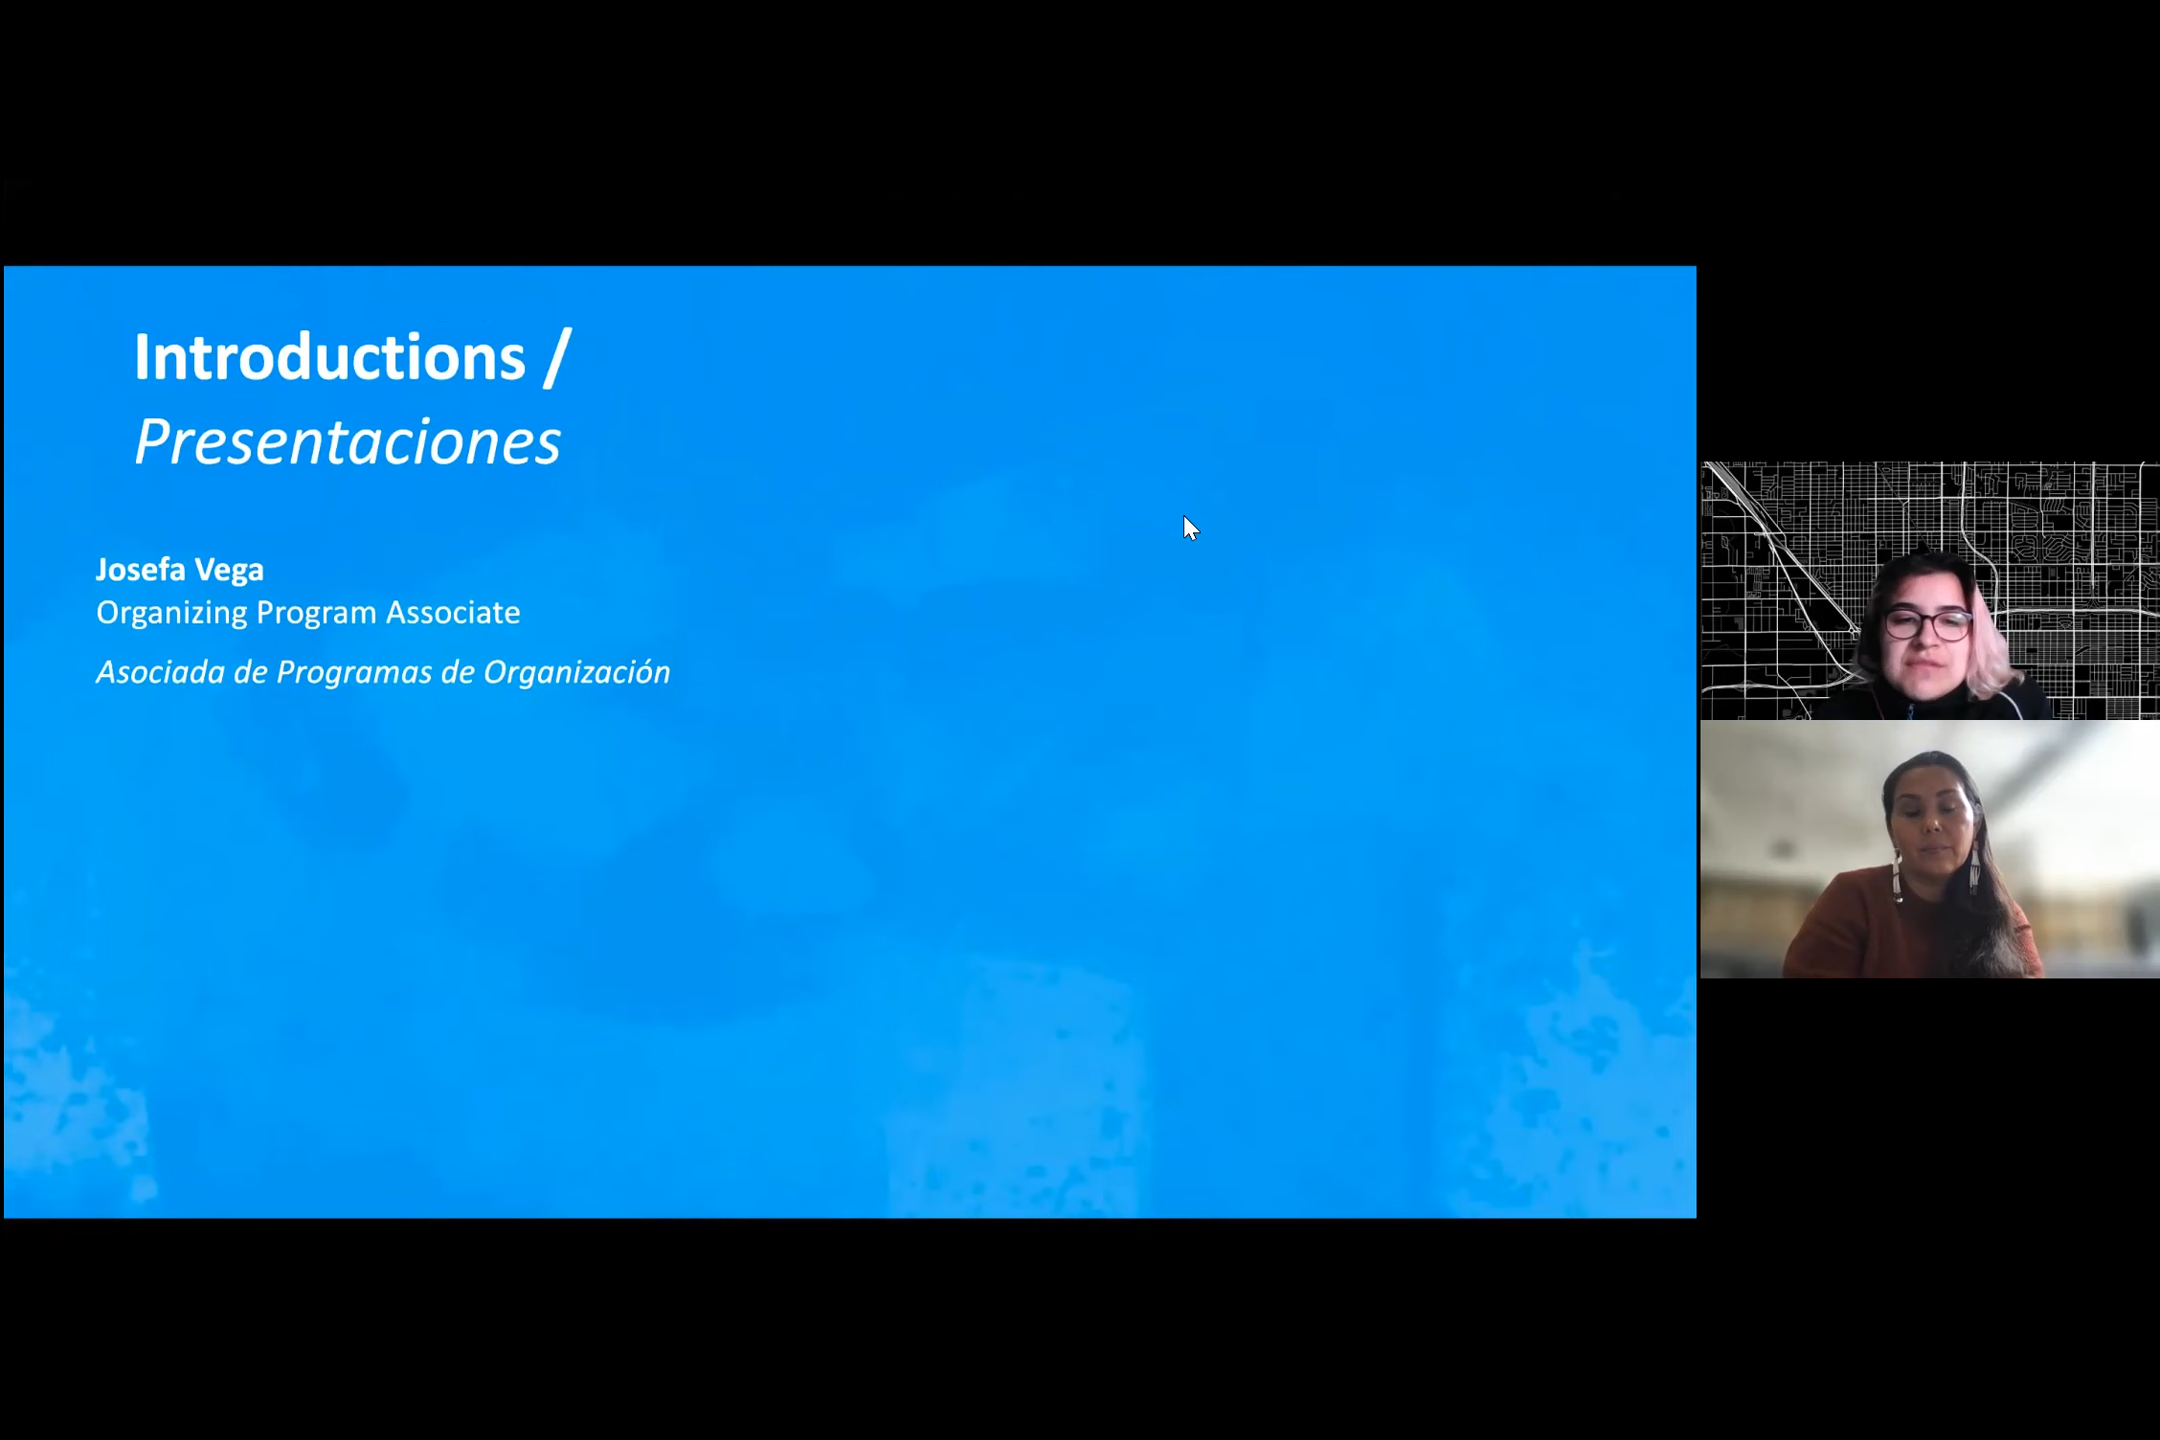 Introductions /
Presentaciones
Josefa Vega
Organizing Program Associate
Asociada de Programas de Organización